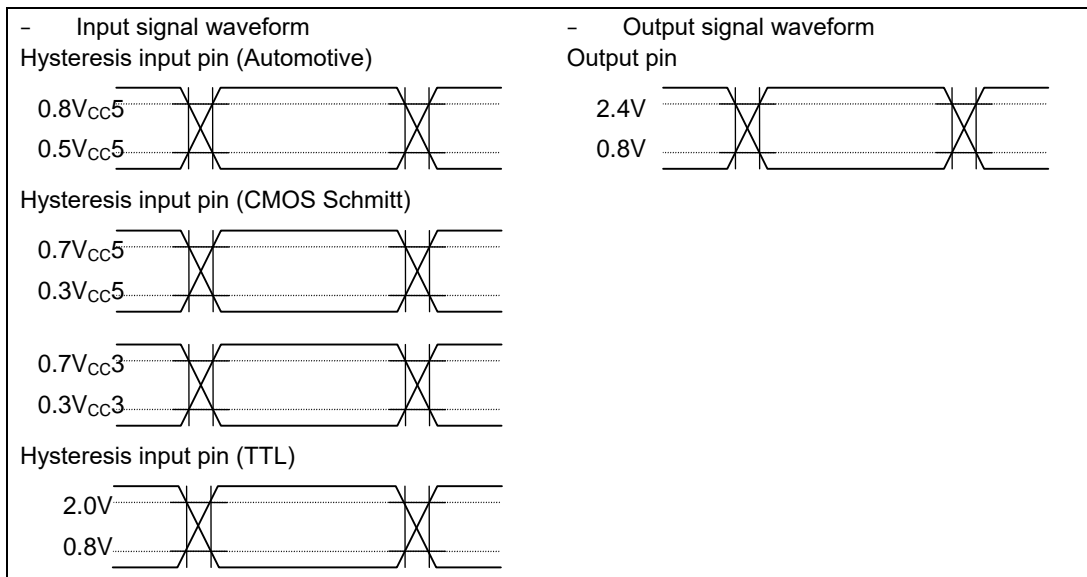 – Input signal waveform
Hysteresis input pin (Automotive)
0.8VCC5
0.5VCC5
Hysteresis input pin (CMOS Schmitt)
0.7VCC5
0.3VCC5
0.7VCC3
0.3VCC3
Hysteresis input pin (TTL)
2.0V
0.8V
– Output signal waveform
Output pin
2.4V
0.8V